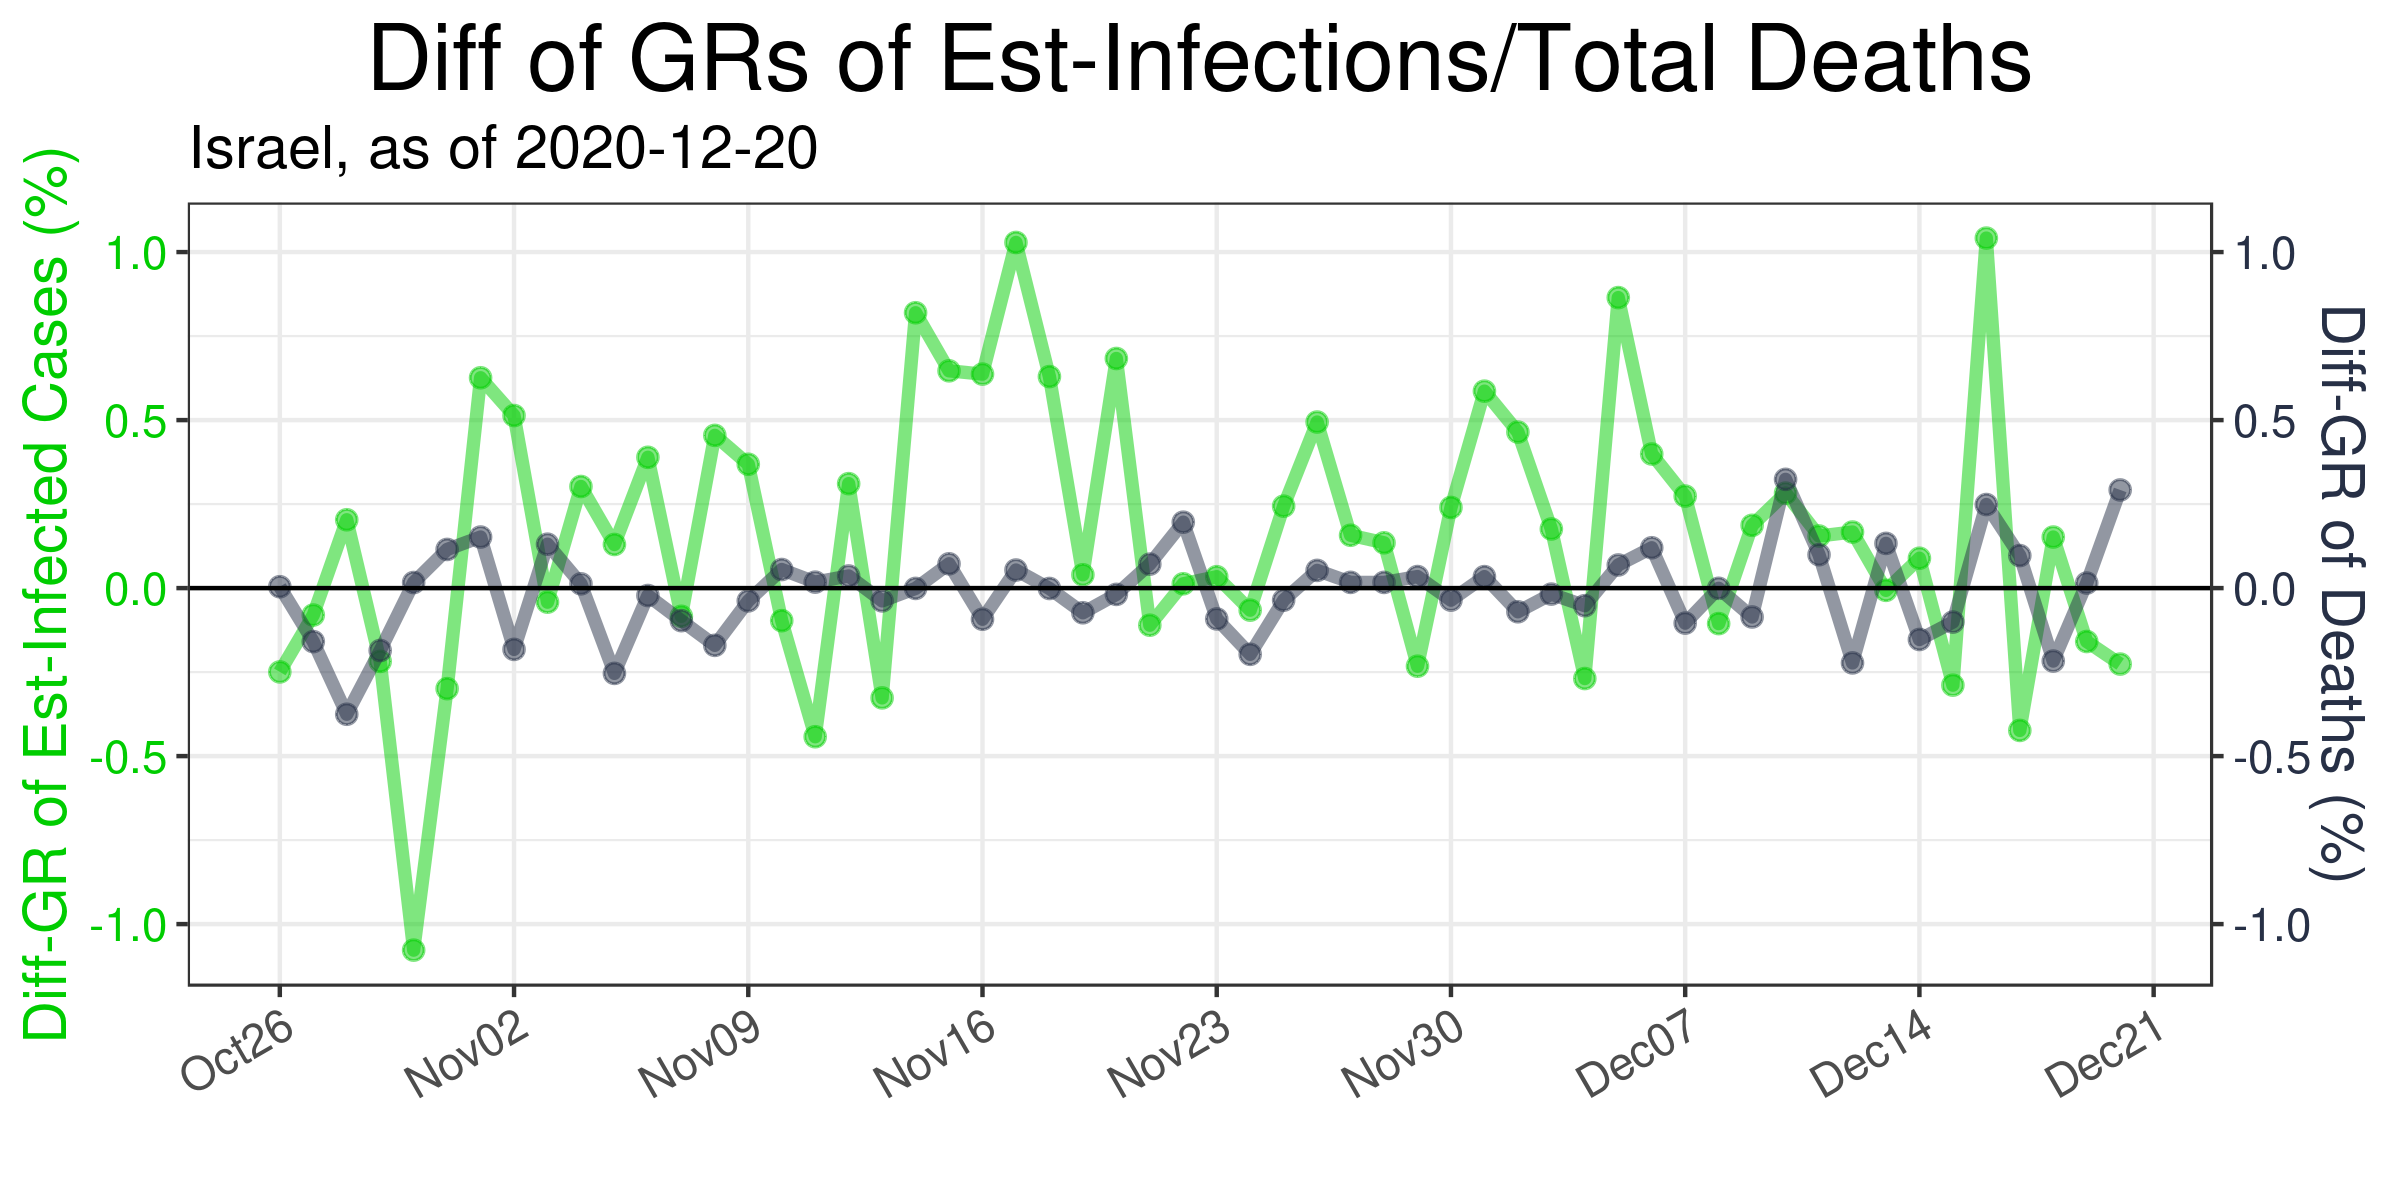 Diff of GRs of Est-Infections/Total Deaths
Israel, as of 2020-12-20
Diff-GR of Est-Infected Cases (%)
1.0
0.5
0.0
-0.5
-1.0
1.0
0.5
0.0
-0.5
-1.0
Diff-GR of Deaths (%)
Oct26 Nov02 Nov09 Nov16 Nov23 Nov30 Dec07 Dec14 Dec21